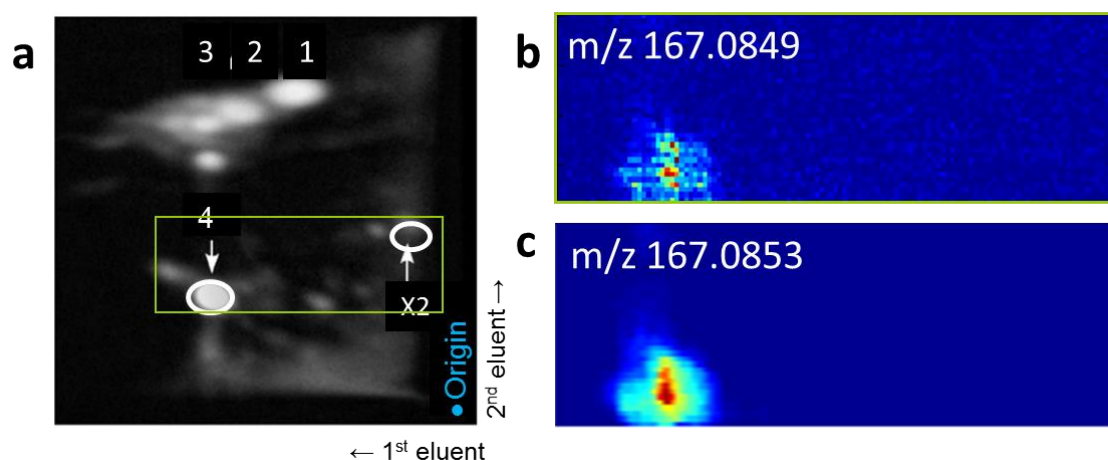 a
3 2 1
4
X2
Origin
2nd eluent →
← 1st eluent
b
m/z 167.0849
c
m/z 167.0853